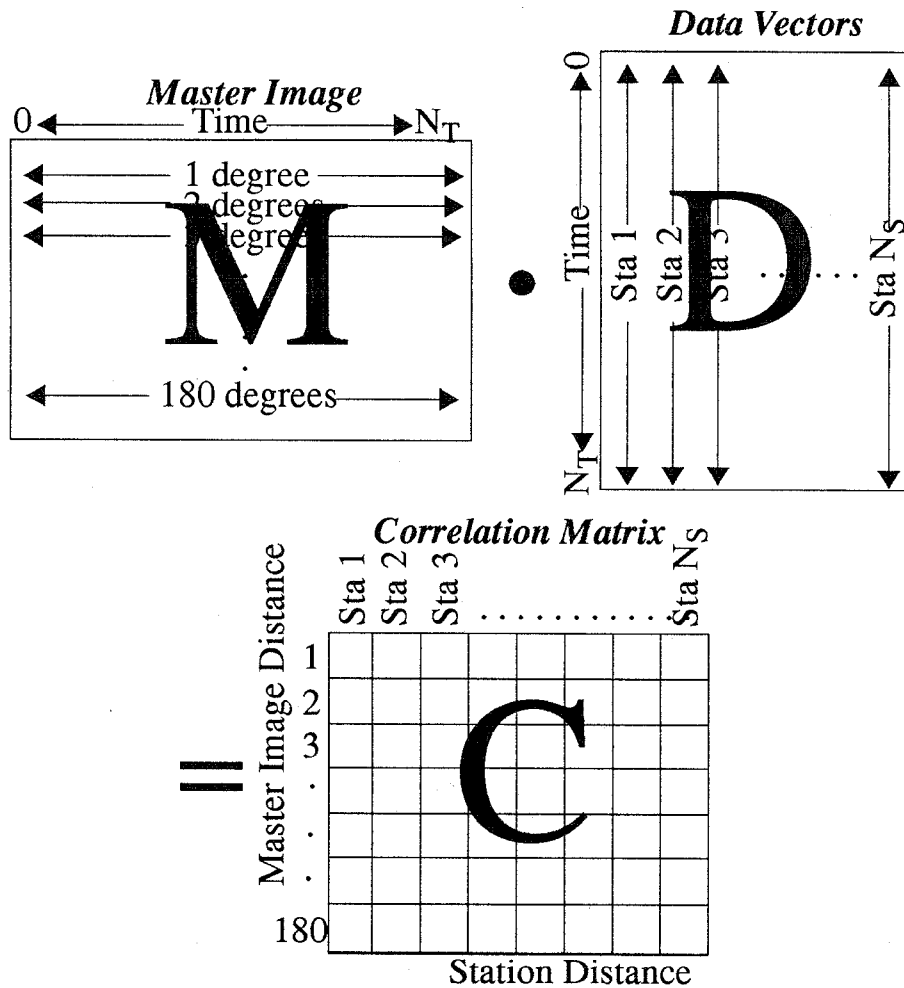 Master Image
0 Time N_T
1 degree
degrees
degree
M
180 degrees
Data Vectors
0 Time N_T
Sta 1
Sta 2
Sta 3
. . . . . .
Sta N_S
D
=
Correlation Matrix
Sta 1
Sta 2
Sta 3
. . . . . . . . . . .
Sta N_S
Master Image Distance
1
2
3
.
.
.
180
C
Station Distance